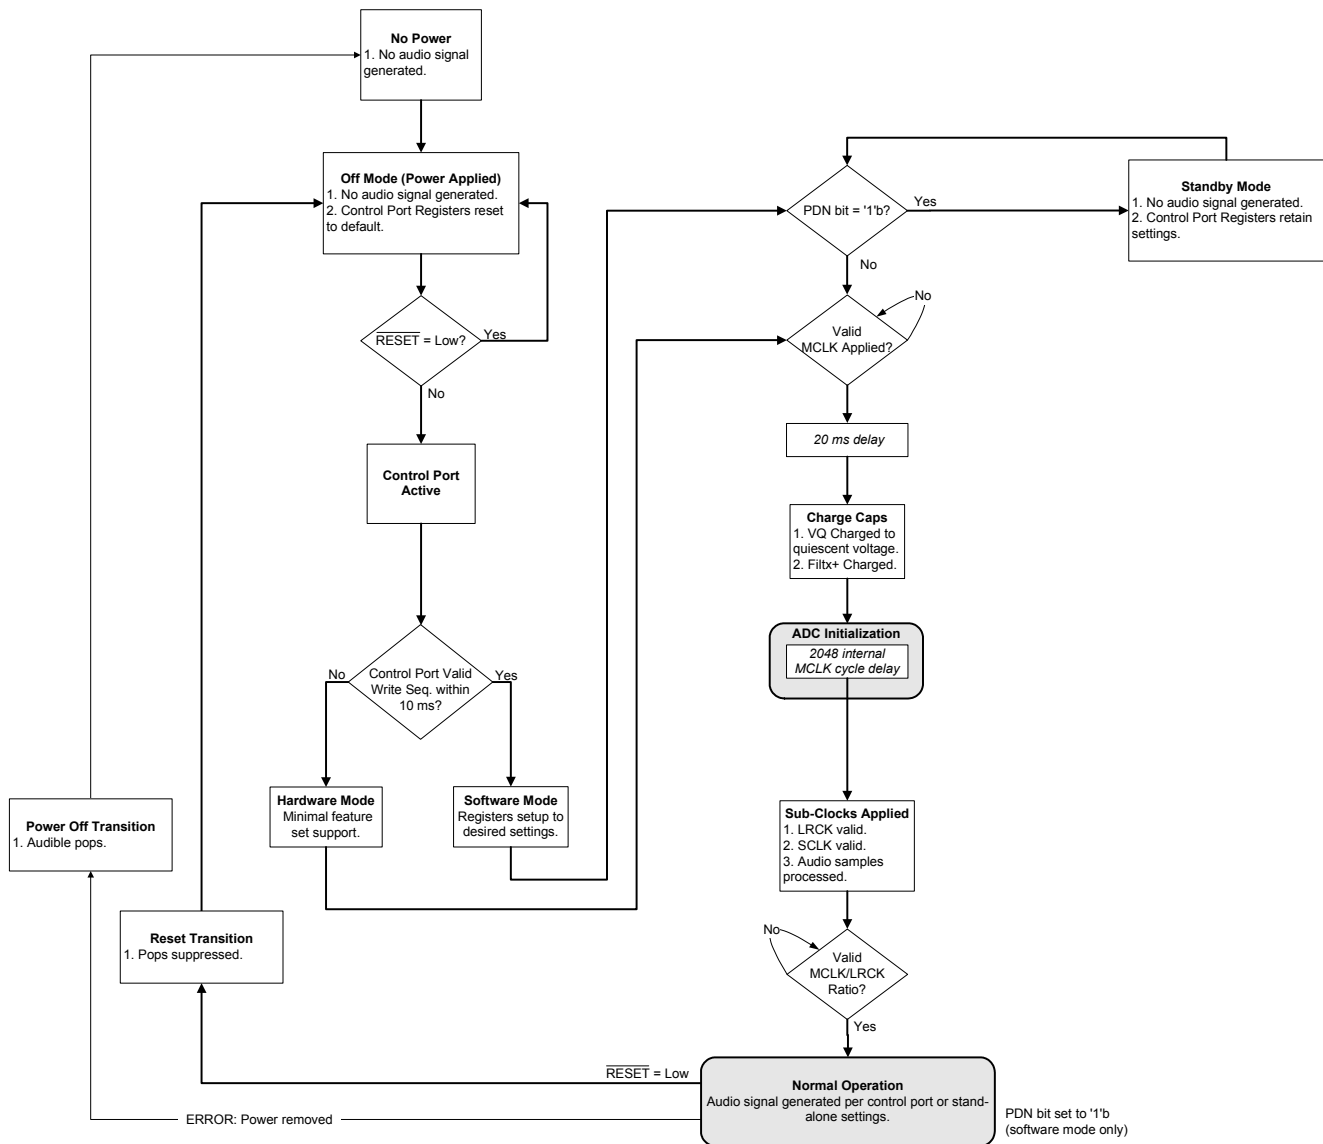 No Power
1. No audio signal
generated.
Off Mode (Power Applied)
1. No audio signal generated.
2. Control Port Registers reset
to default.
RESET = Low?
Yes
No
Control Port
Active
Control Port Valid
Write Seq. within
10 ms?
No
Yes
Hardware Mode
Minimal feature
set support.
Software Mode
Registers setup to
desired settings.
Power Off Transition
1. Audible pops.
Reset Transition
1. Pops suppressed.
PDN bit = '1'b?
Yes
No
Standby Mode
1. No audio signal generated.
2. Control Port Registers retain
settings.
Valid
MCLK Applied?
No
20 ms delay
Charge Caps
1. VQ Charged to
quiescent voltage.
2. Filtx+ Charged.
ADC Initialization
2048 internal
MCLK cycle delay
Sub-Clocks Applied
1. LRCK valid.
2. SCLK valid.
3. Audio samples
processed.
No
Valid
MCLK/LRCK
Ratio?
Yes
RESET = Low
ERROR: Power removed
Normal Operation
Audio signal generated per control port or stand-
alone settings.
PDN bit set to '1'b
(software mode only)